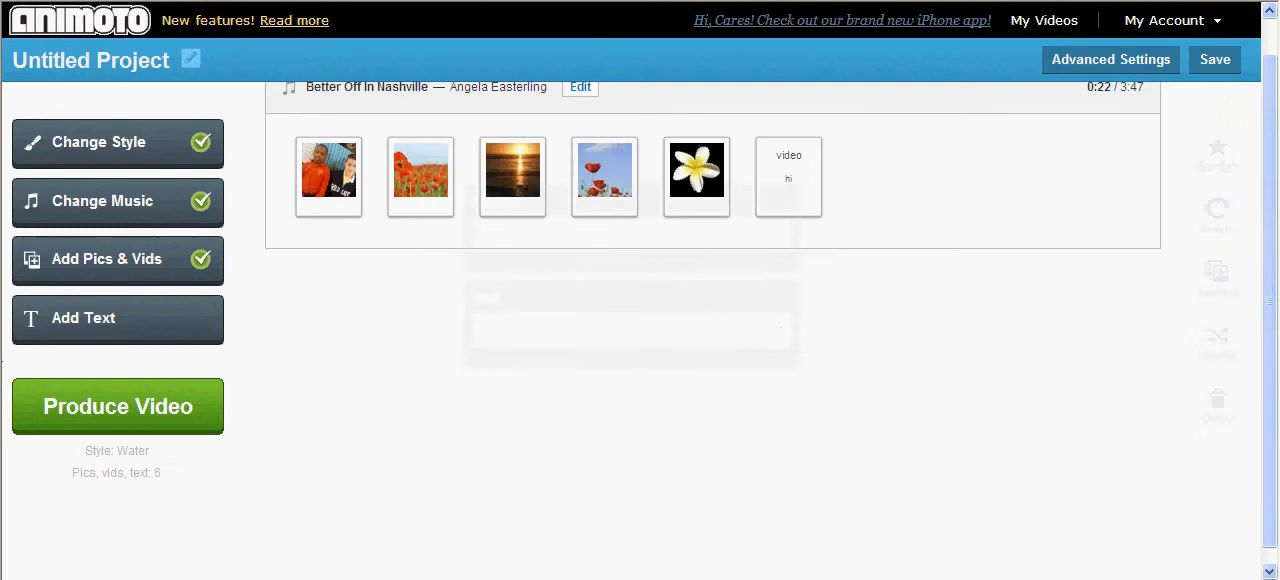 ANIMOTO New features! Read more Hi, Cares! Check out our brand new iPhone app! My Videos My Account
Untitled Project Advanced Settings Save
Better Off In Nashville — Angela Easterling Edit 0:22 / 3:47
Change Style
Change Music
Add Pics & Vids
Add Text
Produce Video
Style: Water
Pics, vids, text: 6
video
hi